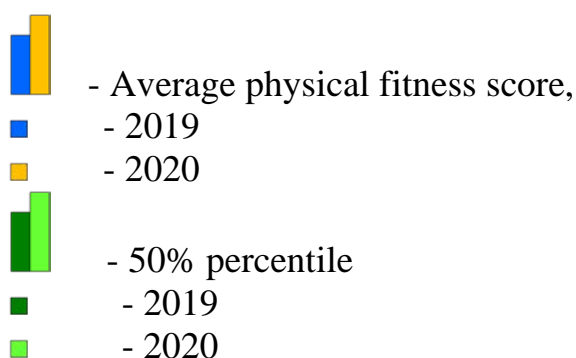 - Average physical fitness score,
- 2019
- 2020
- 50% percentile
- 2019
- 2020